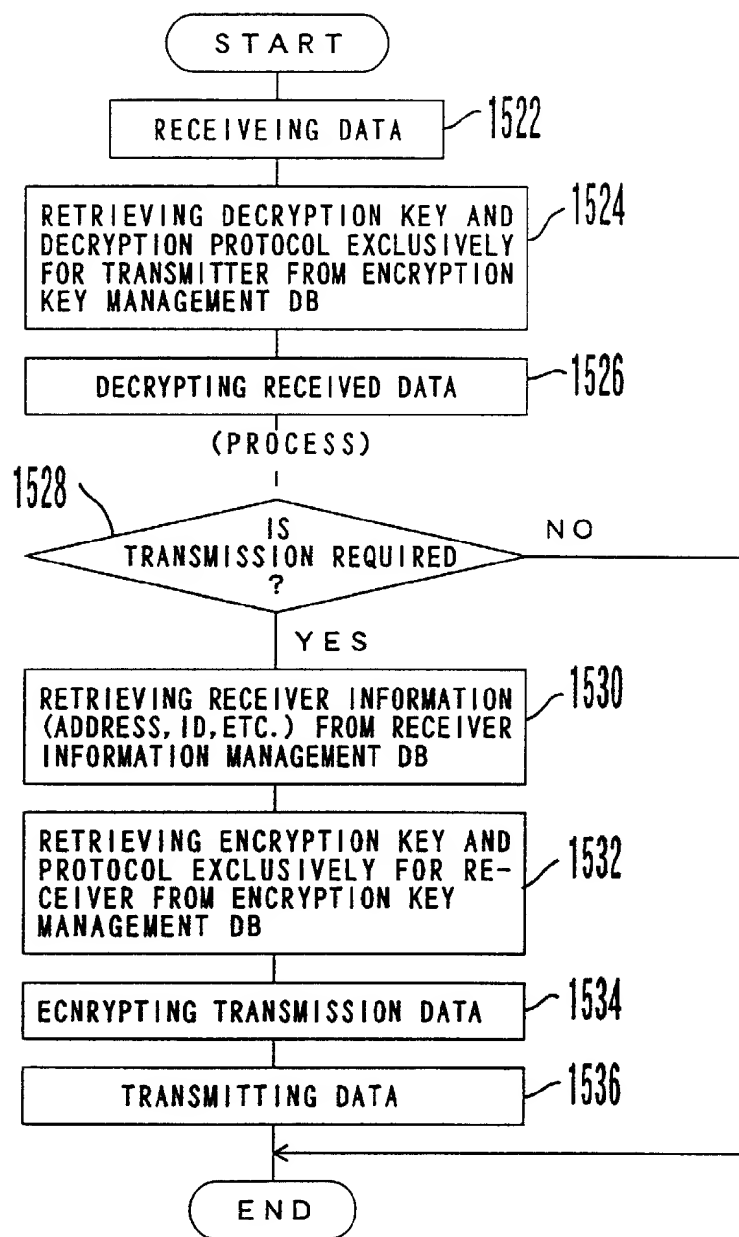 START
RECEIVEING DATA
1522
RETRIEVING DECRYPTION KEY AND
DECRYPTION PROTOCOL EXCLUSIVELY
FOR TRANSMITTER FROM ENCRYPTION
KEY MANAGEMENT DB
1524
DECRYPTING RECEIVED DATA
1526
(PROCESS)
1528
IS
TRANSMISSION REQUIRED
?
NO
YES
RETRIEVING RECEIVER INFORMATION
(ADDRESS, ID, ETC.) FROM RECEIVER
INFORMATION MANAGEMENT DB
1530
RETRIEVING ENCRYPTION KEY AND
PROTOCOL EXCLUSIVELY FOR RE-
CEIVER FROM ENCRYPTION KEY
MANAGEMENT DB
1532
ECNRYPTING TRANSMISSION DATA
1534
TRANSMITTING DATA
1536
END